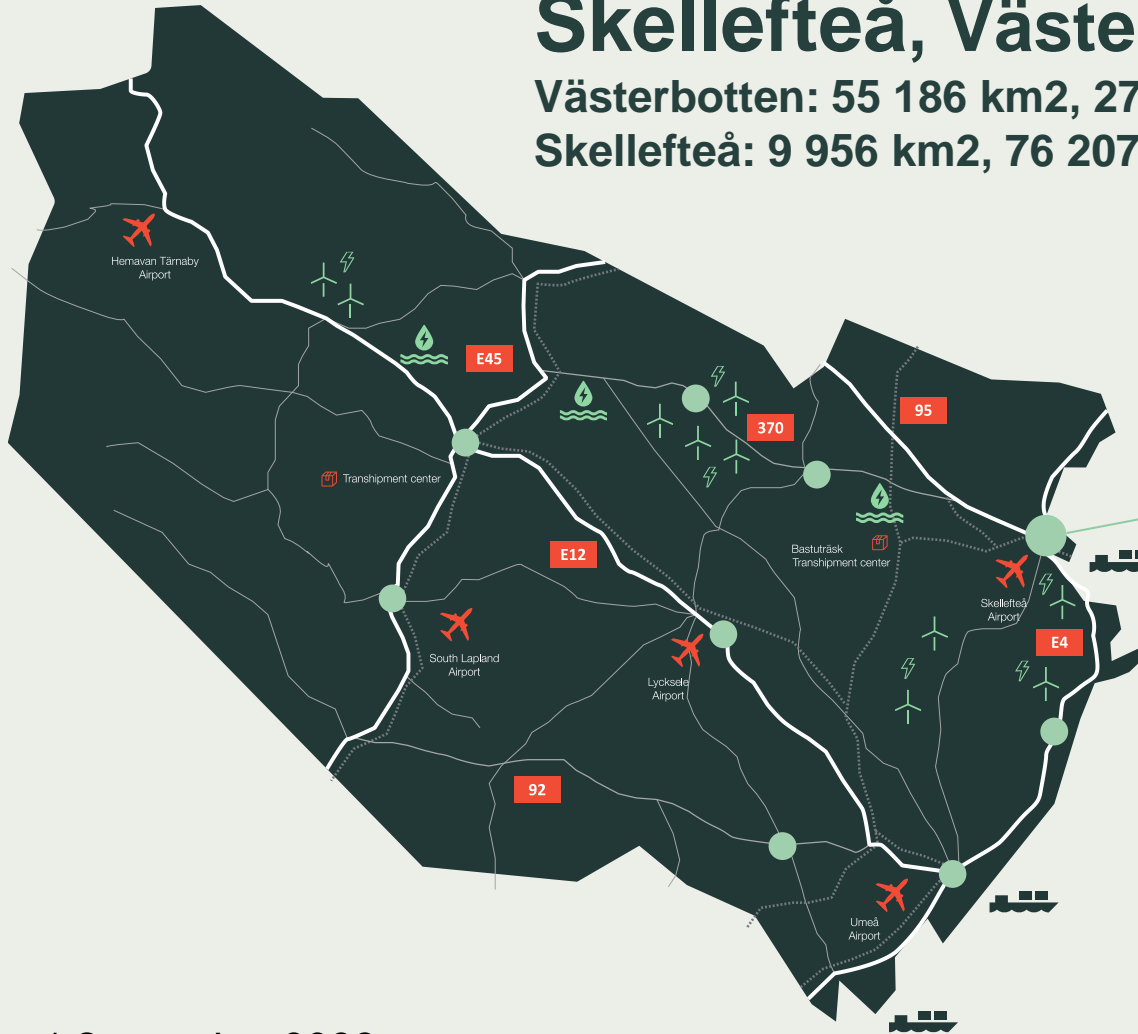 Skellefteå, Väste
Västerbotten: 55 186 km2, 27
Skellefteå: 9 956 km2, 76 207
Hemavan Tärnaby
Airport
E45
370
95
Transhipment center
E12
Bastuträsk
Transhipment center
Skellefteå
Airport
E4
South Lapland
Airport
Lycksele
Airport
92
Umeå
Airport